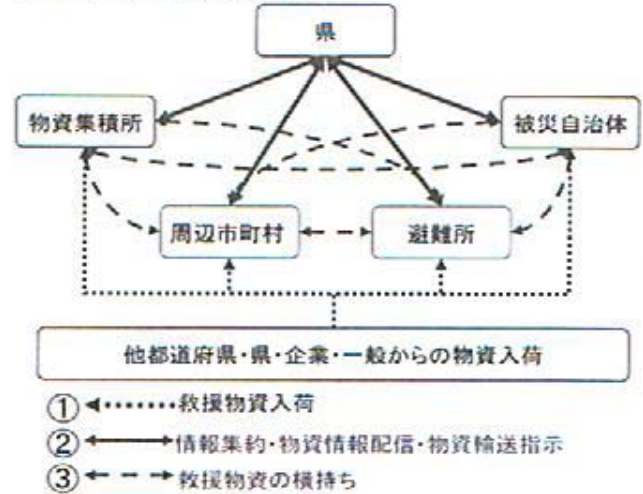 県
物資集積所
被災自治体
周辺市町村
避難所
他都道府県・県・企業・一般からの物資入荷
① 救援物資入荷
② 情報集約・物資情報配信・物資輸送指示
③ 救援物資の横持ち